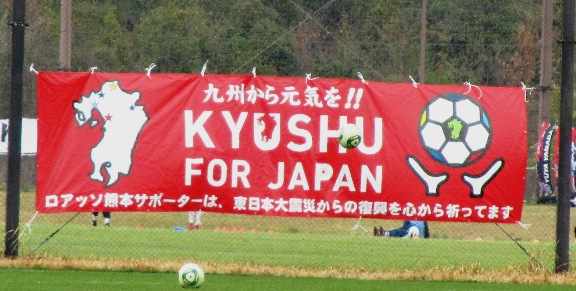 九州から元気を!!
KYUSHU
FOR JAPAN
ロアッソ熊本サポーターは、東日本大震災からの復興を心から祈ってます